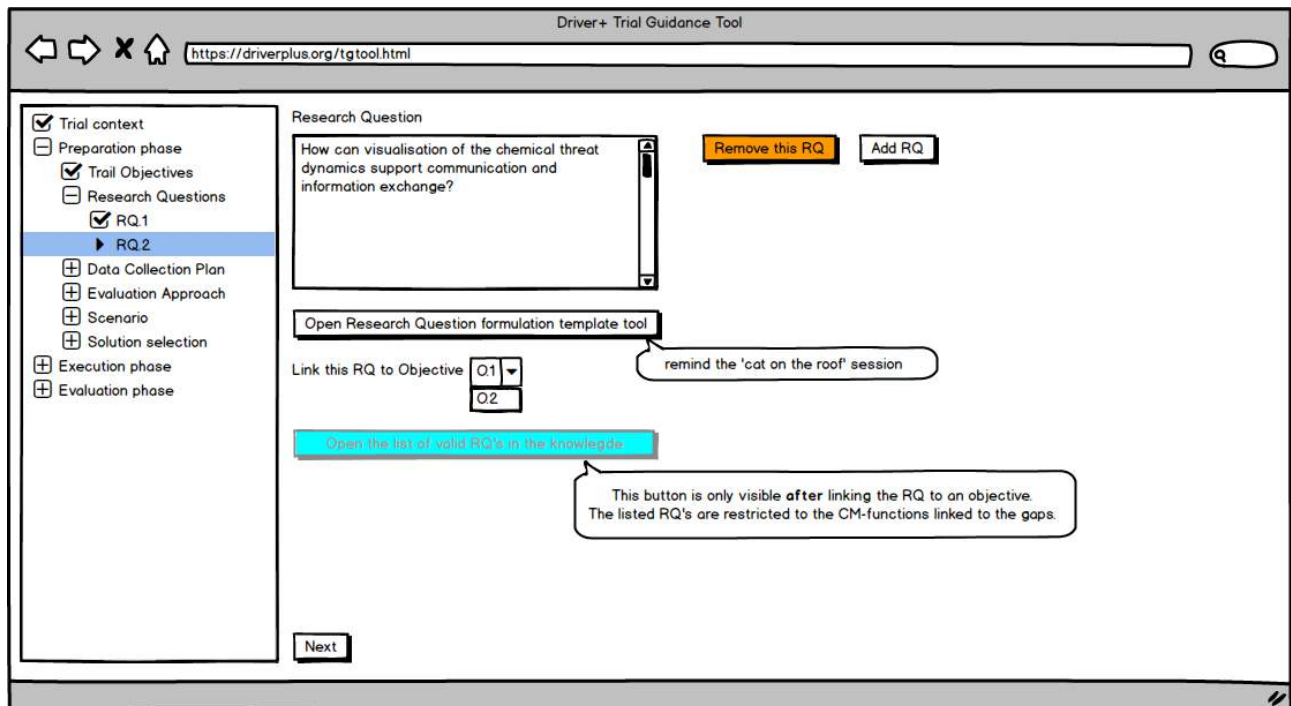 Driver+ Trial Guidance Tool
https://driverplus.org/tgtool.html
Trial context
Preparation phase
Trail Objectives
Research Questions
RQ.1
RQ.2
Data Collection Plan
Evaluation Approach
Scenario
Solution selection
Execution phase
Evaluation phase
Research Question
How can visualisation of the chemical threat
dynamics support communication and
information exchange?
Remove this RQ
Add RQ
Open Research Question formulation template tool
remind the 'cat on the roof' session
Link this RQ to Objective
O.1
O.2
Open the list of valid RQ's in the knowlegde
This button is only visible after linking the RQ to an objective.
The listed RQ's are restricted to the CM-functions linked to the gaps.
Next